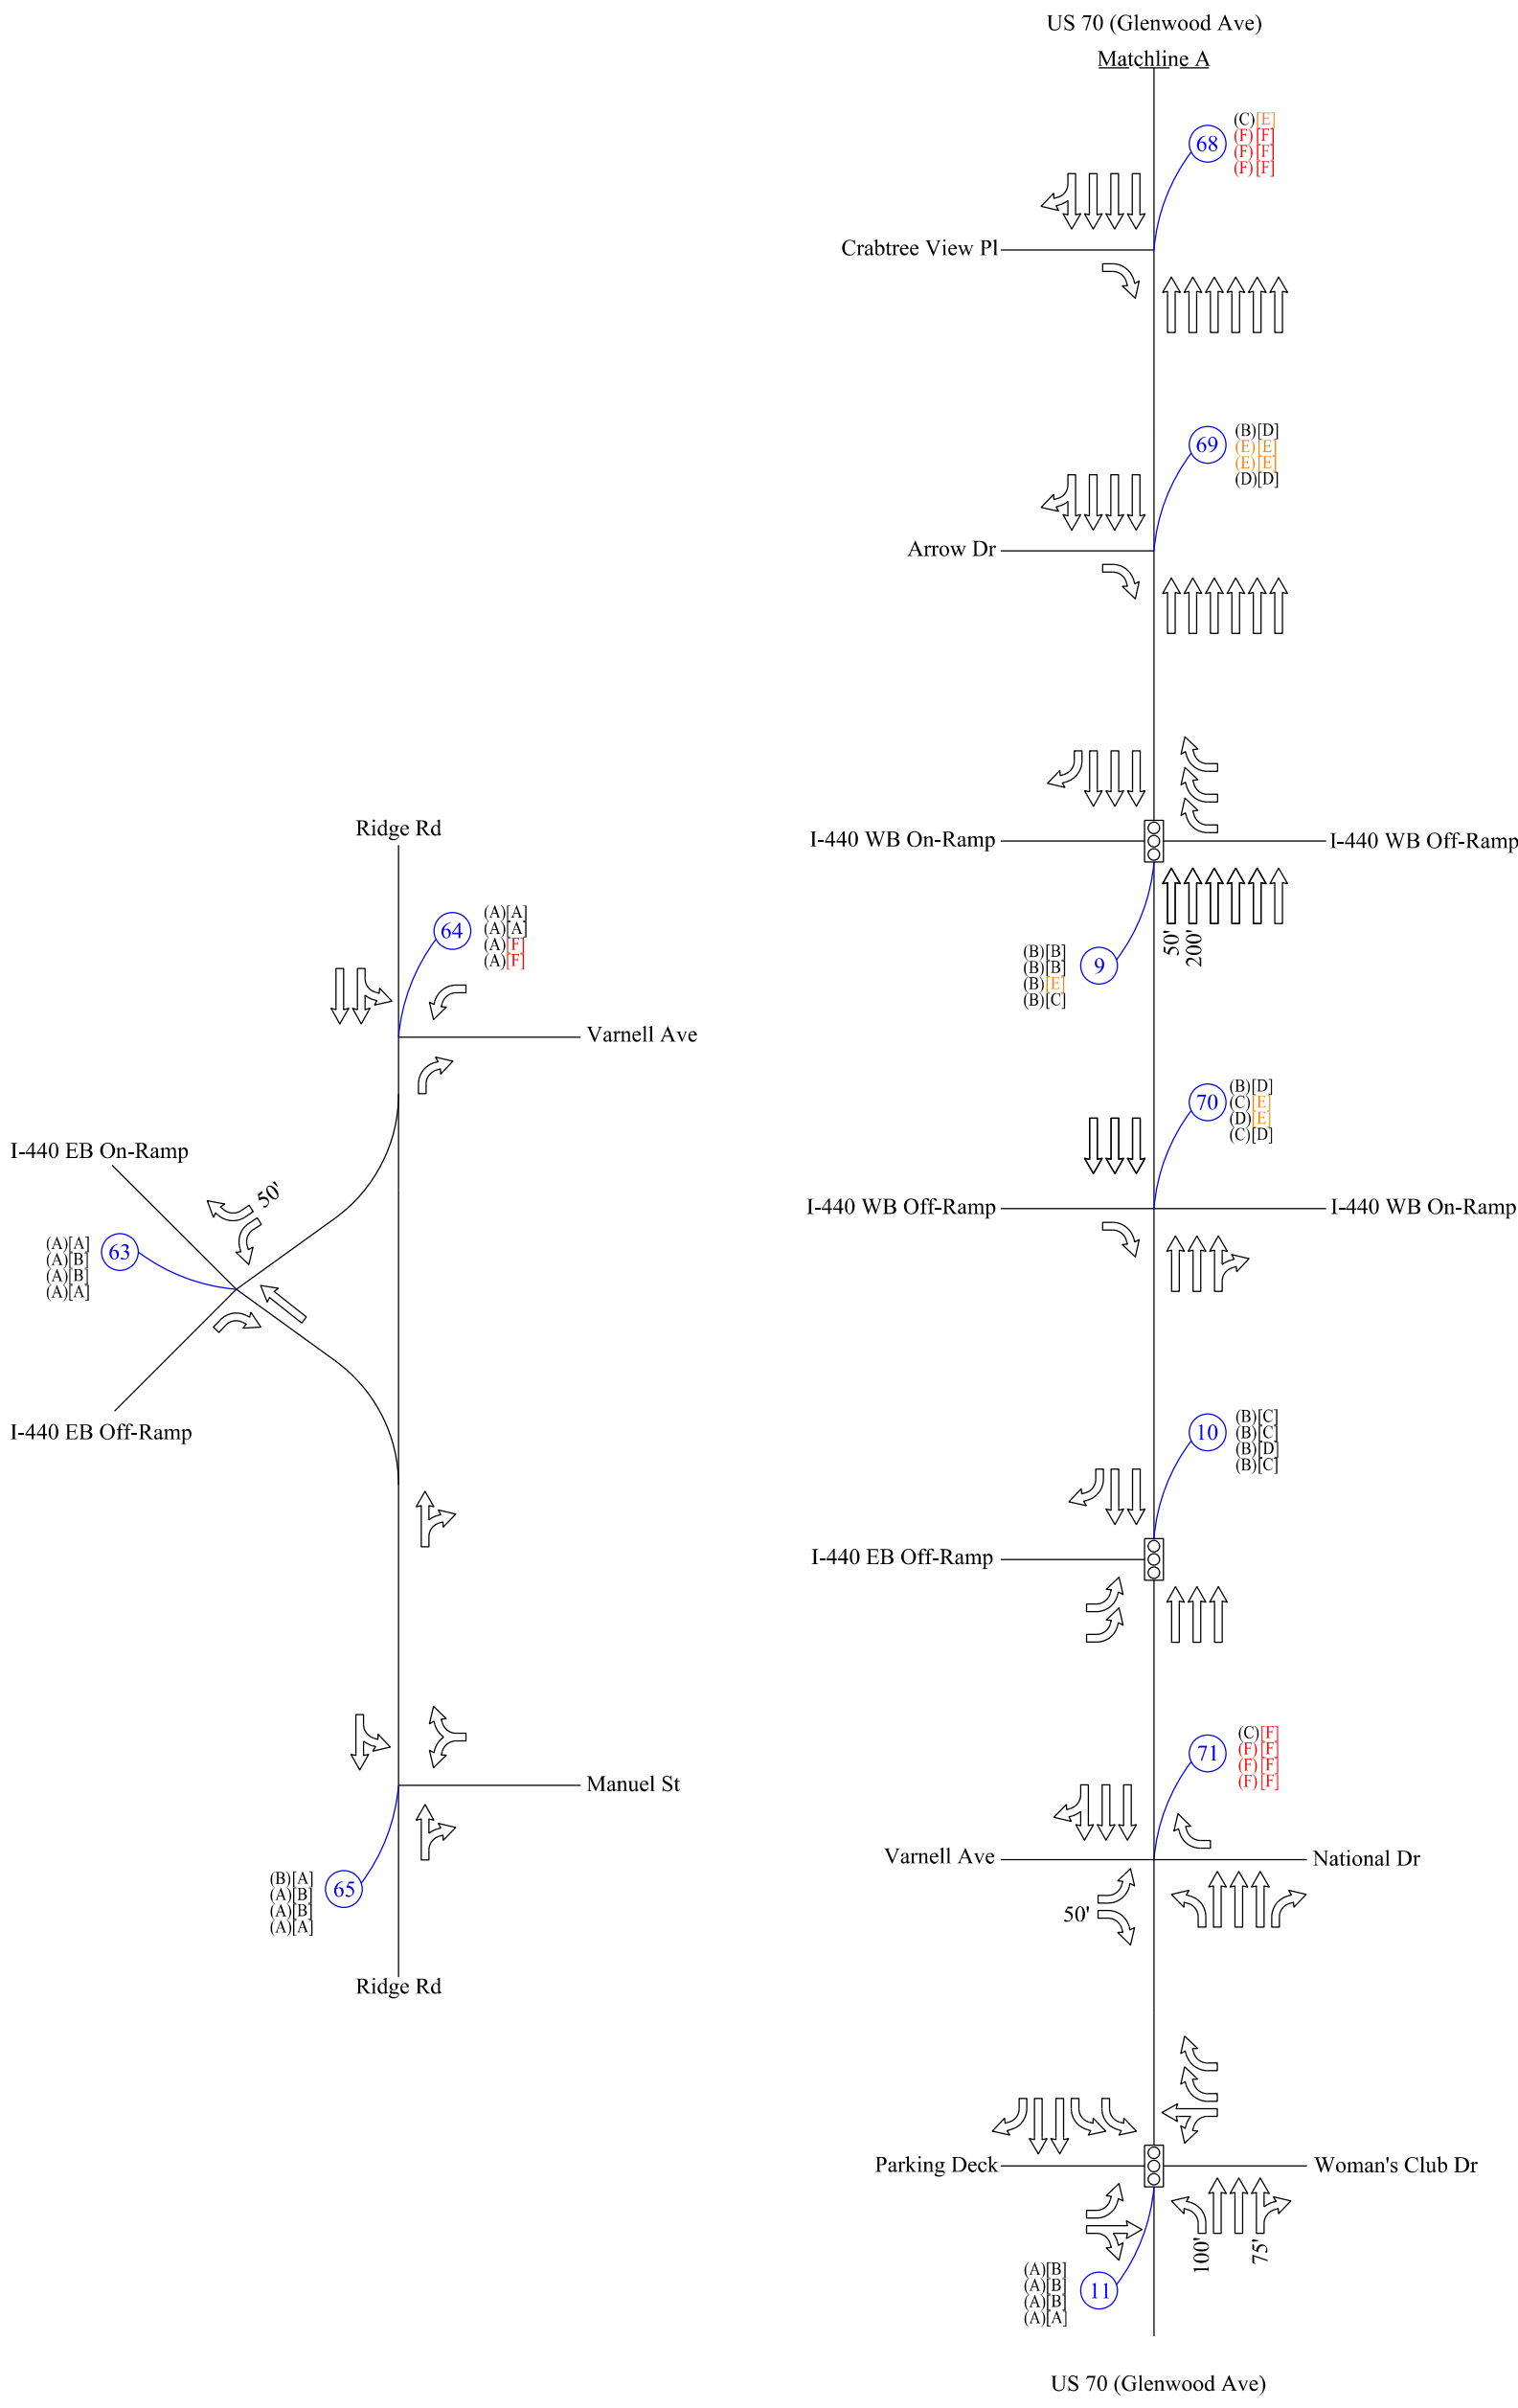 US 70 (Glenwood Ave)
Matchline A
68
(C)[E]
(F)[F]
(F)[F]
(F)[F]
Crabtree View Pl
69
(B)[D]
(E)[E]
(E)[E]
(D)[D]
Arrow Dr
I-440 WB On-Ramp
I-440 WB Off-Ramp
50'
200'
9
(B)[B]
(B)[B]
(B)[E]
(B)[C]
70
(B)[D]
(C)[E]
(D)[E]
(C)[D]
I-440 WB Off-Ramp
I-440 WB On-Ramp
10
(B)[C]
(B)[C]
(B)[D]
(B)[C]
I-440 EB Off-Ramp
71
(C)[F]
(F)[F]
(F)[F]
(F)[F]
Varnell Ave
National Dr
50'
Parking Deck
Woman's Club Dr
100'
75'
11
(A)[B]
(A)[B]
(A)[B]
(A)[A]
US 70 (Glenwood Ave)
Ridge Rd
64
(A)[A]
(A)[A]
(A)[F]
(A)[F]
Varnell Ave
I-440 EB On-Ramp
50'
63
(A)[A]
(A)[B]
(A)[B]
(A)[A]
I-440 EB Off-Ramp
Manuel St
65
(B)[A]
(A)[B]
(A)[B]
(A)[A]
Ridge Rd